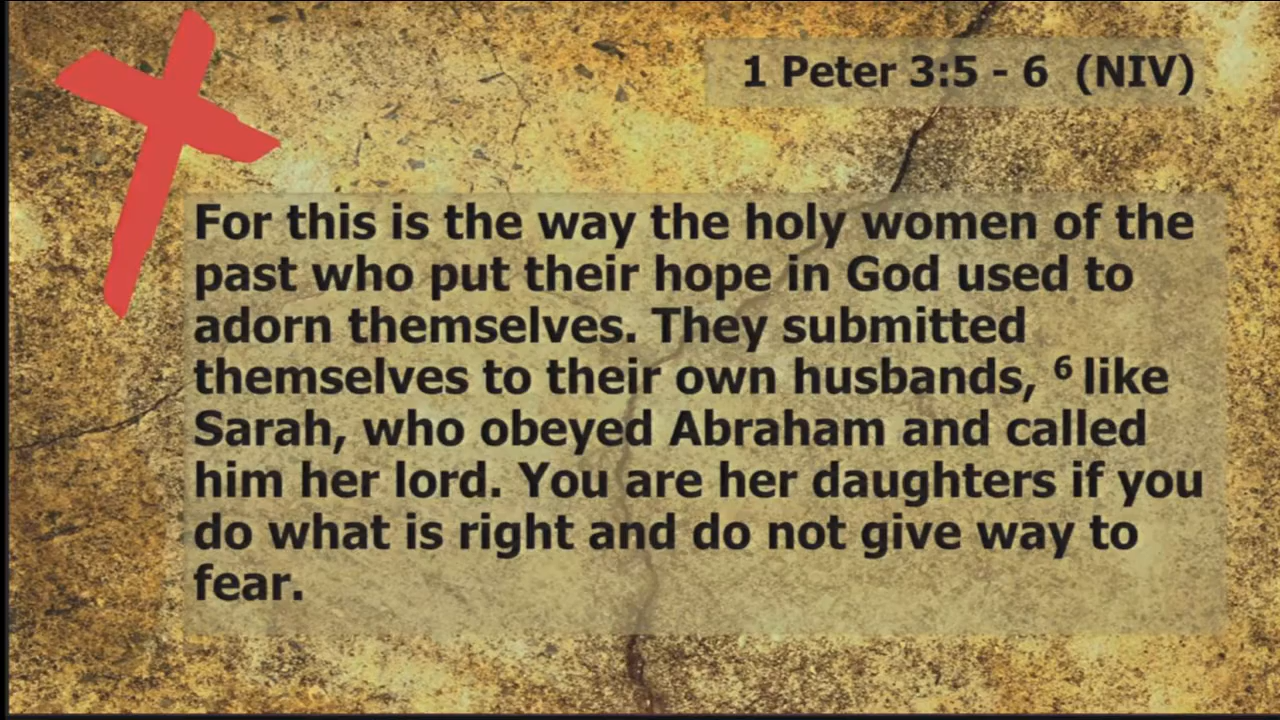 1 Peter 3:5 - 6 (NIV)
For this is the way the holy women of the
past who put their hope in God used to
adorn themselves. They submitted
themselves to their own husbands, ⁶ like
Sarah, who obeyed Abraham and called
him her lord. You are her daughters if you
do what is right and do not give way to
fear.